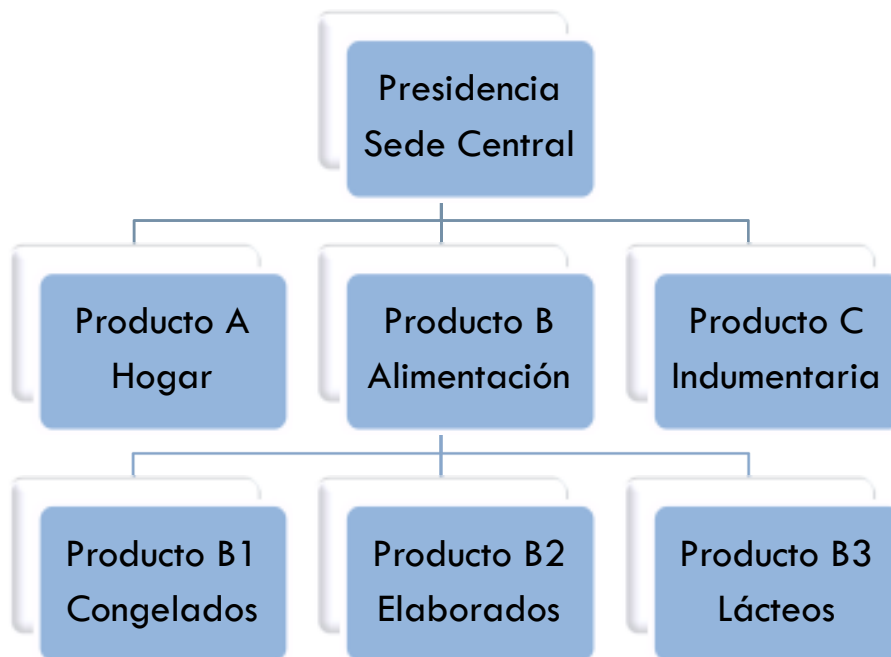 Presidencia
Sede Central
Producto A
Hogar
Producto B
Alimentación
Producto C
Indumentaria
Producto B1
Congelados
Producto B2
Elaborados
Producto B3
Lácteos